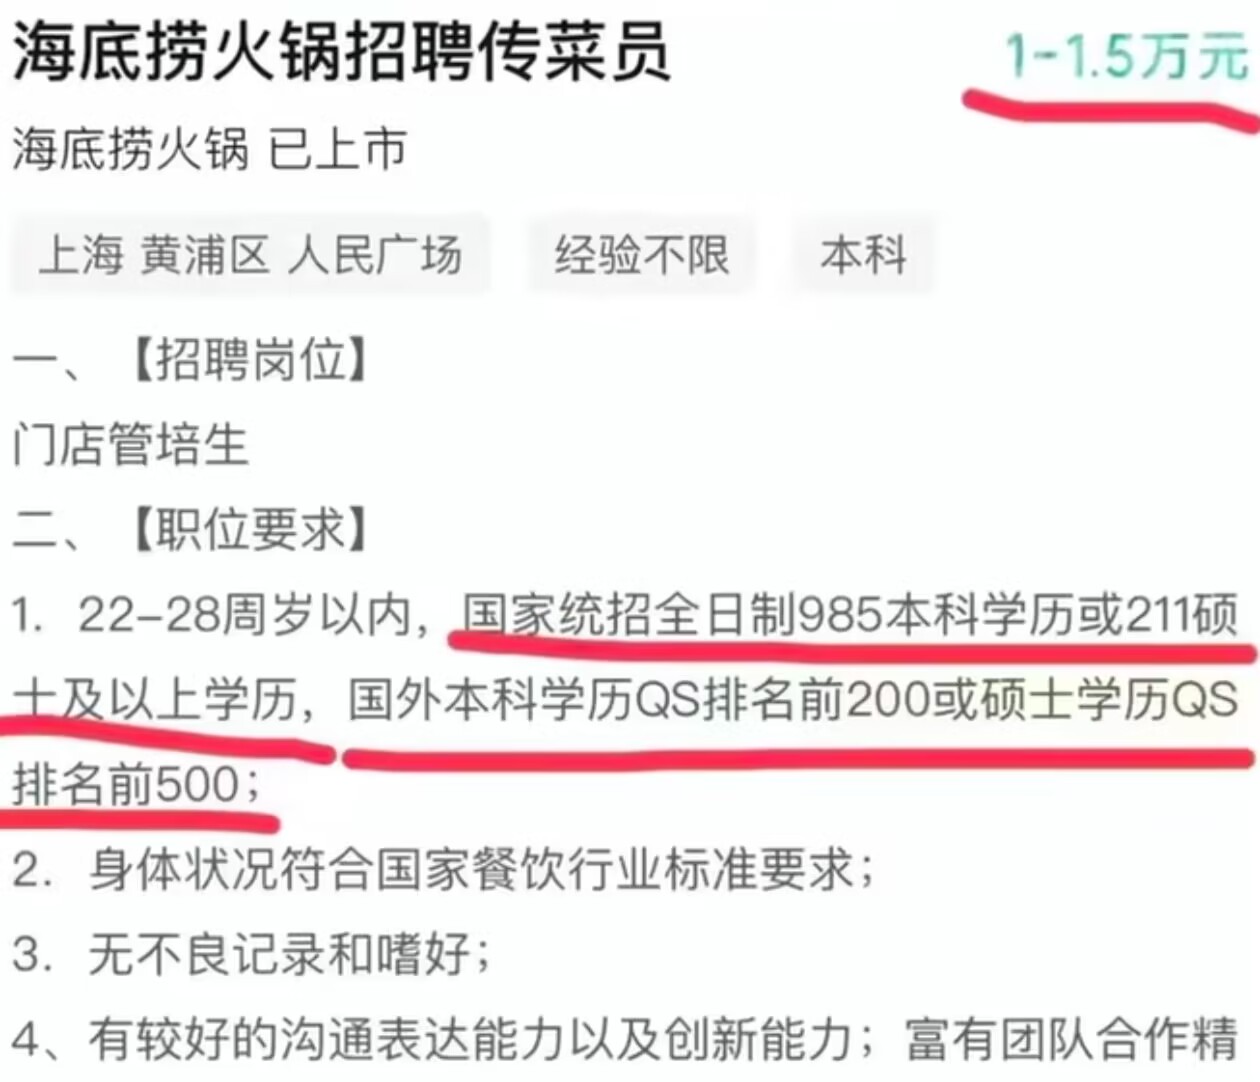 海底捞火锅招聘传菜员
1-1.5万元
海底捞火锅 已上市
上海 黄浦区 人民广场 经验不限 本科
一、【招聘岗位】
门店管培生
二、【职位要求】
1. 22-28周岁以内，国家统招全日制985本科学历或211硕
士及以上学历，国外本科学历QS排名前200或硕士学历QS
排名前500；
2. 身体状况符合国家餐饮行业标准要求；
3. 无不良记录和嗜好；
4、有较好的沟通表达能力以及创新能力；富有团队合作精